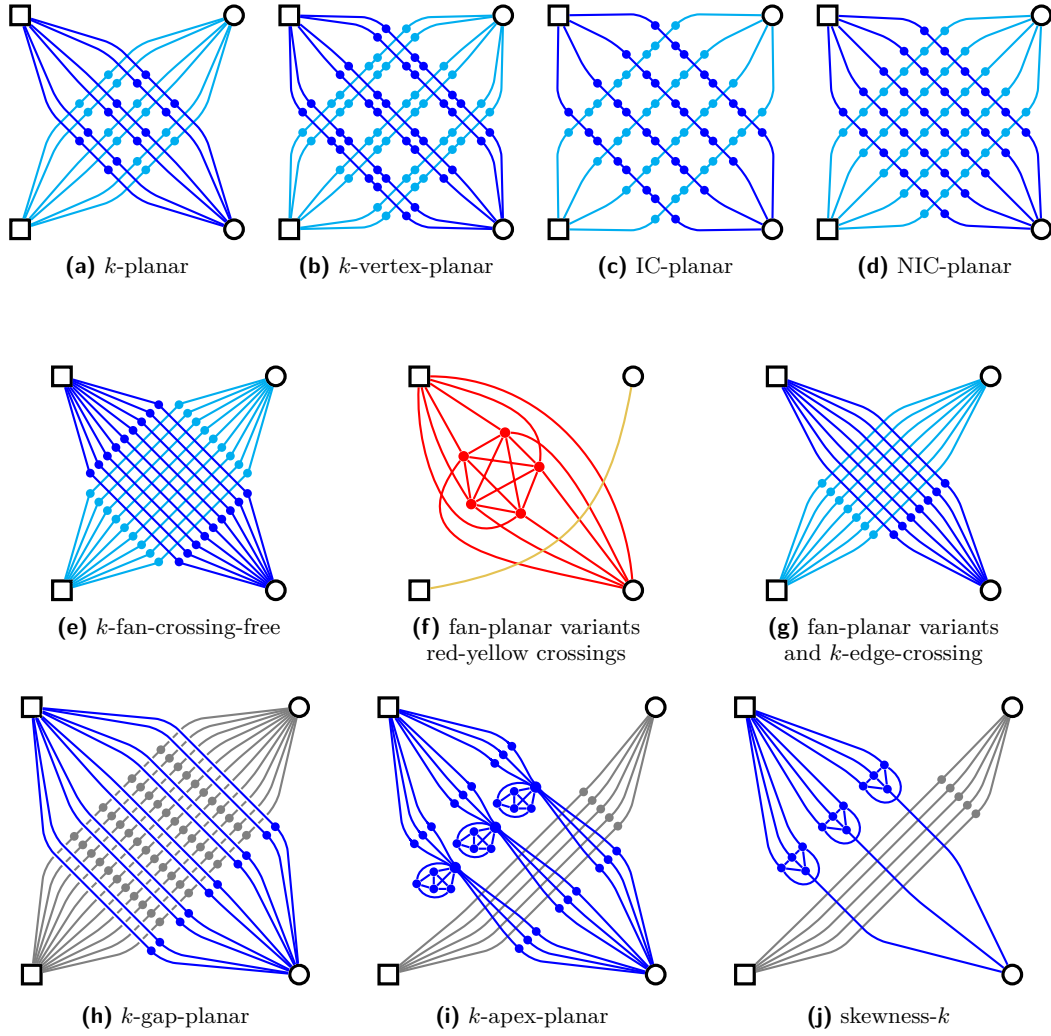 (a) k-planar
(b) k-vertex-planar
(c) IC-planar
(d) NIC-planar
(e) k-fan-crossing-free
(f) fan-planar variants
red-yellow crossings
(g) fan-planar variants
and k-edge-crossing
(h) k-gap-planar
(i) k-apex-planar
(j) skewness-k